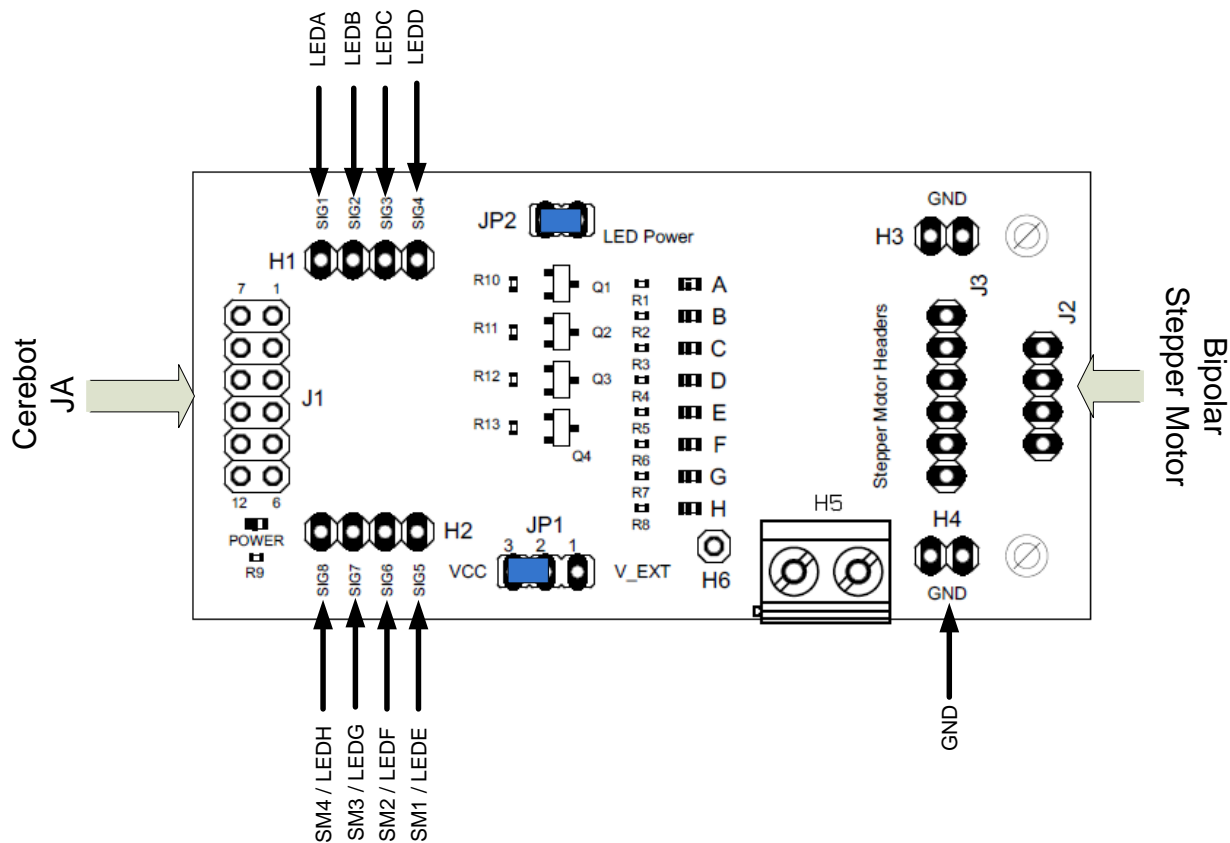 LEDA
LEDB
LEDC
LEDD
SIG1
SIG2
SIG3
SIG4
H1
JP2
LED Power
GND
H3
7 1
J1
12 6
POWER
R9
R10
Q1
R11
Q2
R12
Q3
R13
Q4
R1
A
R2
B
R3
C
R4
D
R5
E
R6
F
R7
G
R8
H
J3
J2
Stepper Motor Headers
Cerebot
JA
Bipolar
Stepper Motor
H2
JP1
3 2 1
VCC
V_EXT
H6
H5
H4
GND
SIG8
SIG7
SIG6
SIG5
SM4 / LEDH
SM3 / LEDG
SM2 / LEDF
SM1 / LEDE
GND